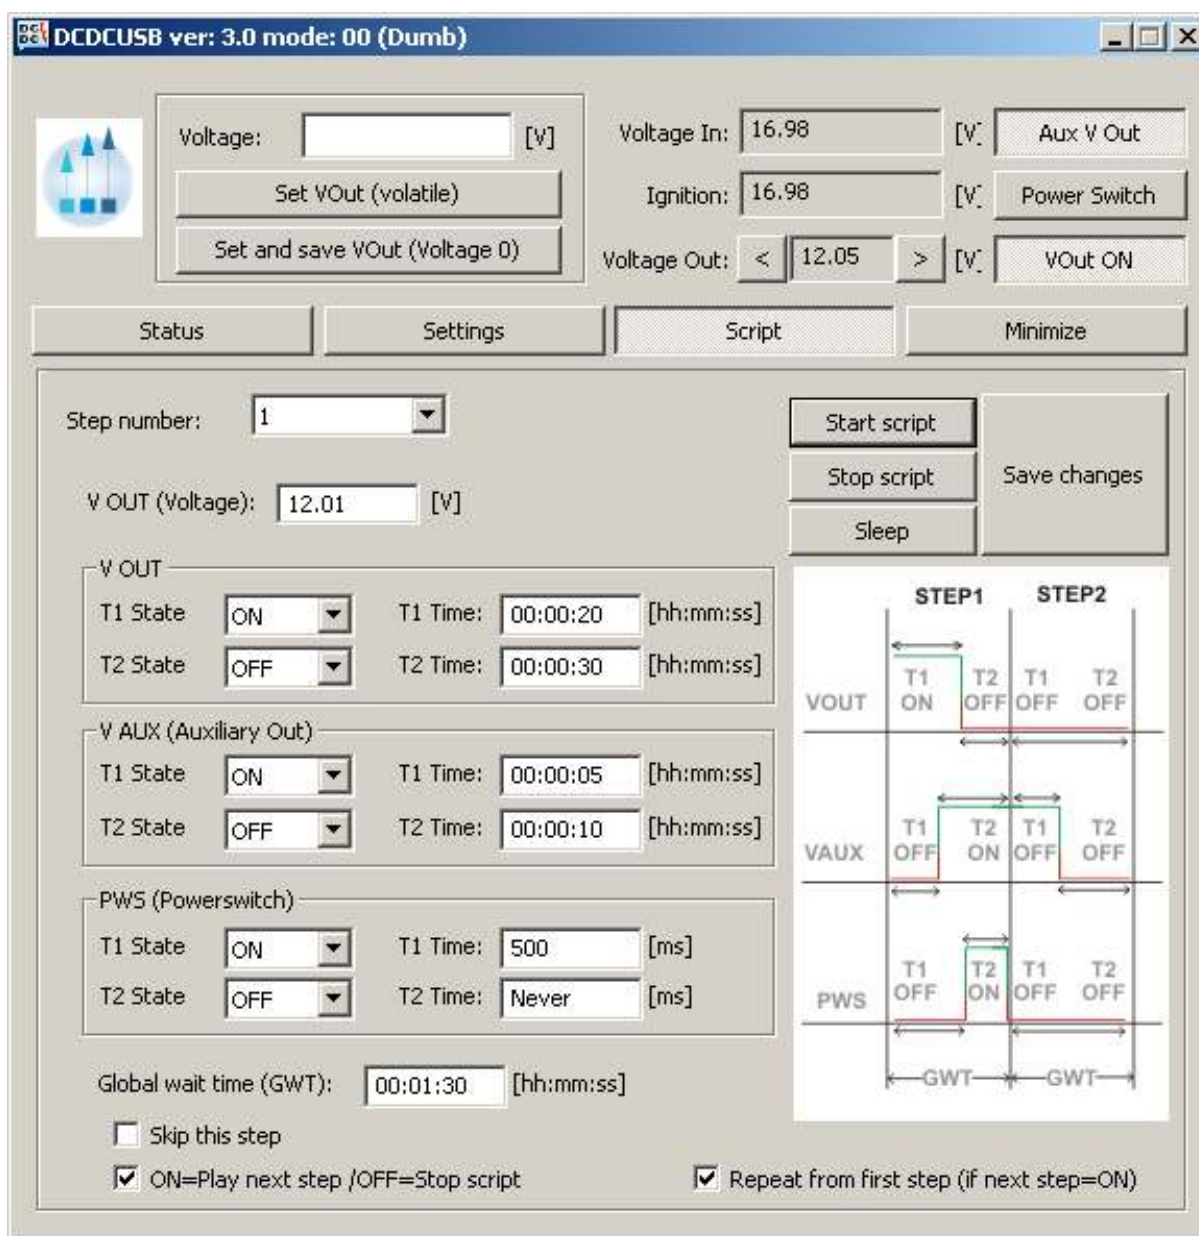 DCDCUSB ver: 3.0 mode: 00 (Dumb)
Voltage: [V]
Set VOut (volatile)
Set and save VOut (Voltage 0)
Voltage In: 16.98 [V] Aux V Out
Ignition: 16.98 [V] Power Switch
Voltage Out: < 12.05 > [V] VOut ON
Status Settings Script Minimize
Step number: 1
Start script
Stop script
Sleep
Save changes
V OUT (Voltage): 12.01 [V]
V OUT
T1 State ON T1 Time: 00:00:20 [hh:mm:ss]
T2 State OFF T2 Time: 00:00:30 [hh:mm:ss]
V AUX (Auxiliary Out)
T1 State ON T1 Time: 00:00:05 [hh:mm:ss]
T2 State OFF T2 Time: 00:00:10 [hh:mm:ss]
PWS (Powerswitch)
T1 State ON T1 Time: 500 [ms]
T2 State OFF T2 Time: Never [ms]
Global wait time (GWT): 00:01:30 [hh:mm:ss]
Skip this step
ON=Play next step /OFF=Stop script
Repeat from first step (if next step=ON)
STEP1 STEP2
T1 T2 T1 T2
VOUT ON OFF OFF OFF
T1 T2 T1 T2
VAUX OFF ON OFF OFF
T1 T2 T1 T2
PWS OFF ON OFF OFF
GWT GWT